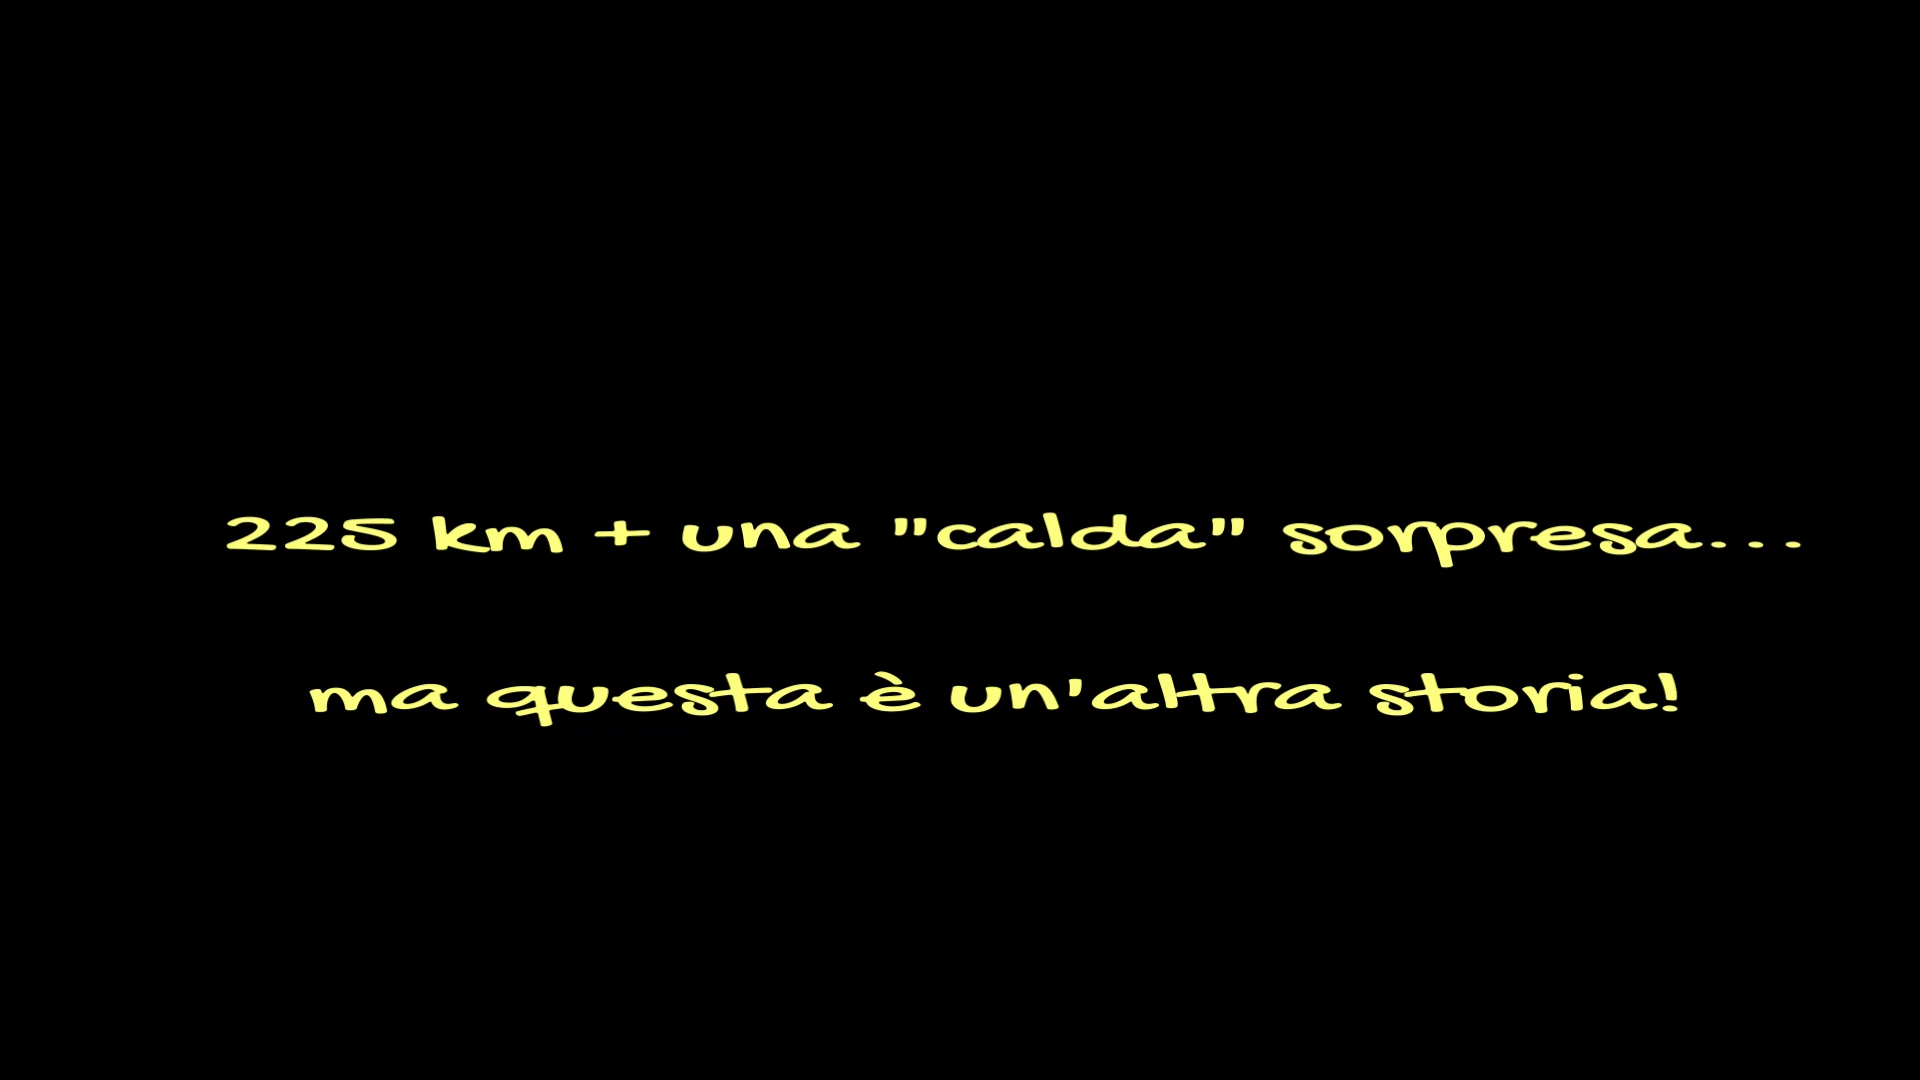 225 km + una "calda" sorpresa...
ma questa è un'altra storia!